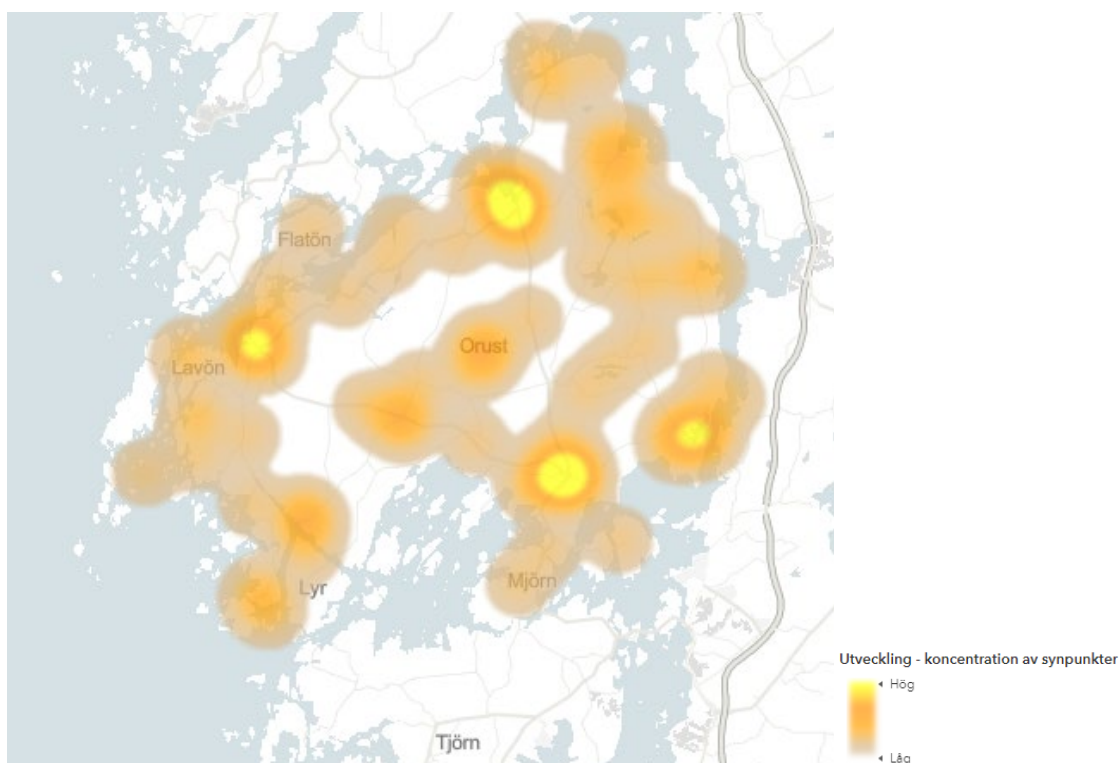 Flatön
Orust
Lavön
Lyr
Mjörn
Tjörn
Utveckling - koncentration av synpunkter
Hög
Låg